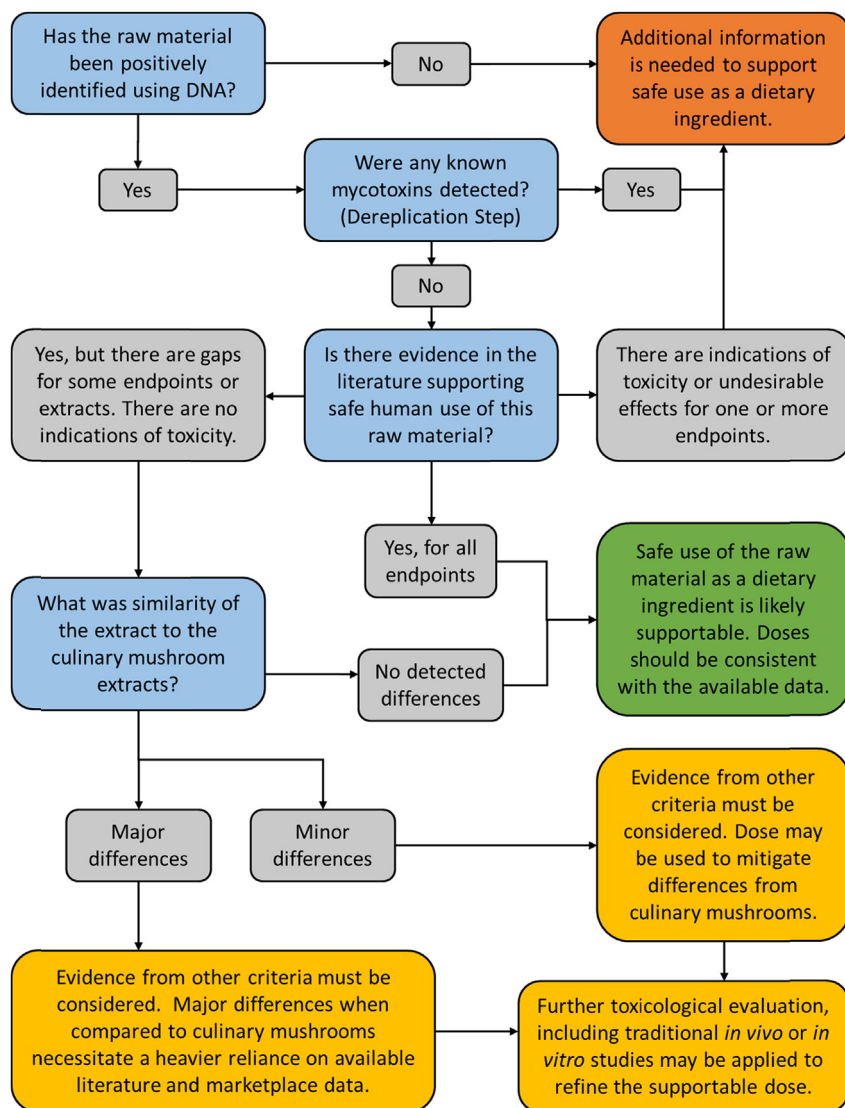 Has the raw material
been positively
identified using DNA?
No
Additional information
is needed to support
safe use as a dietary
ingredient.
Yes
Were any known
mycotoxins detected?
(Dereplication Step)
Yes
No
Yes, but there are gaps
for some endpoints or
extracts. There are no
indications of toxicity.
Is there evidence in the
literature supporting
safe human use of this
raw material?
There are indications of
toxicity or undesirable
effects for one or more
endpoints.
Yes, for all
endpoints
Safe use of the raw
material as a dietary
ingredient is likely
supportable. Doses
should be consistent
with the available data.
What was similarity of
the extract to the
culinary mushroom
extracts?
No detected
differences
Major
differences
Minor
differences
Evidence from other
criteria must be
considered. Dose may
be used to mitigate
differences from
culinary mushrooms.
Evidence from other criteria must be
considered.  Major differences when
compared to culinary mushrooms
necessitate a heavier reliance on available
literature and marketplace data.
Further toxicological evaluation,
including traditional in vivo or in
vitro studies may be applied to
refine the supportable dose.